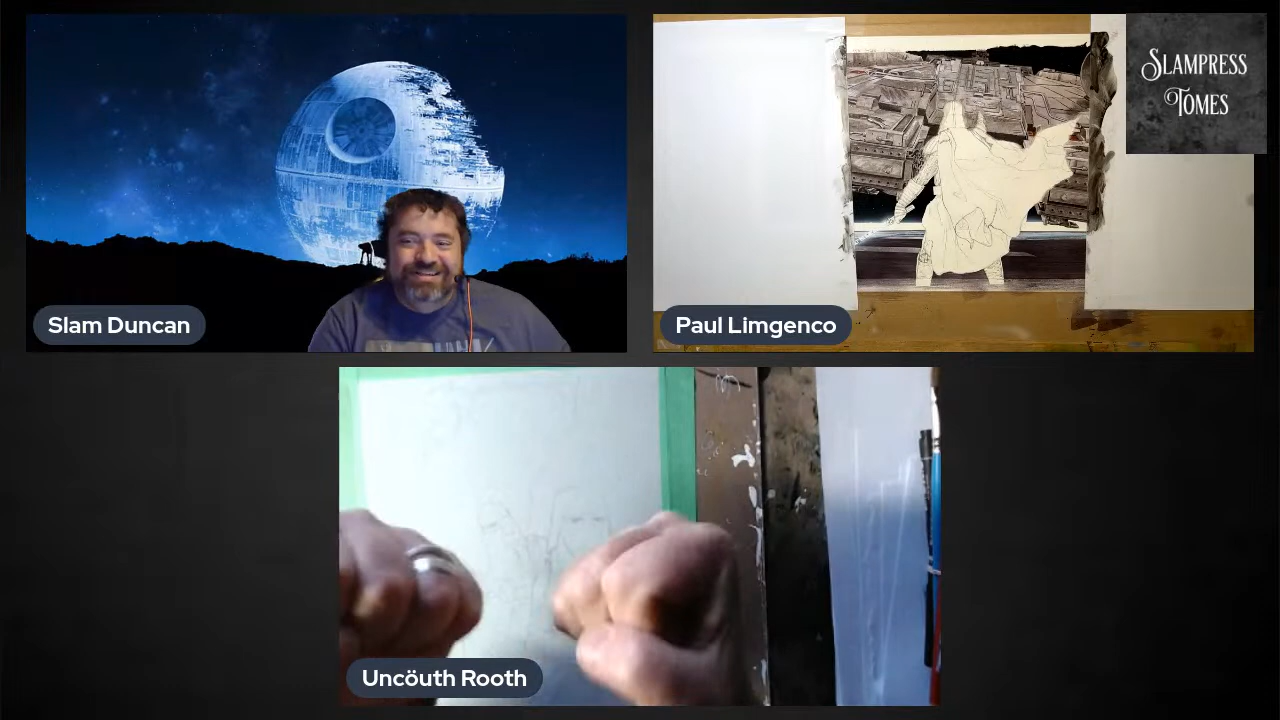 Slampress
Tomes
Slam Duncan
Paul Limgenco
Uncöuth Rooth